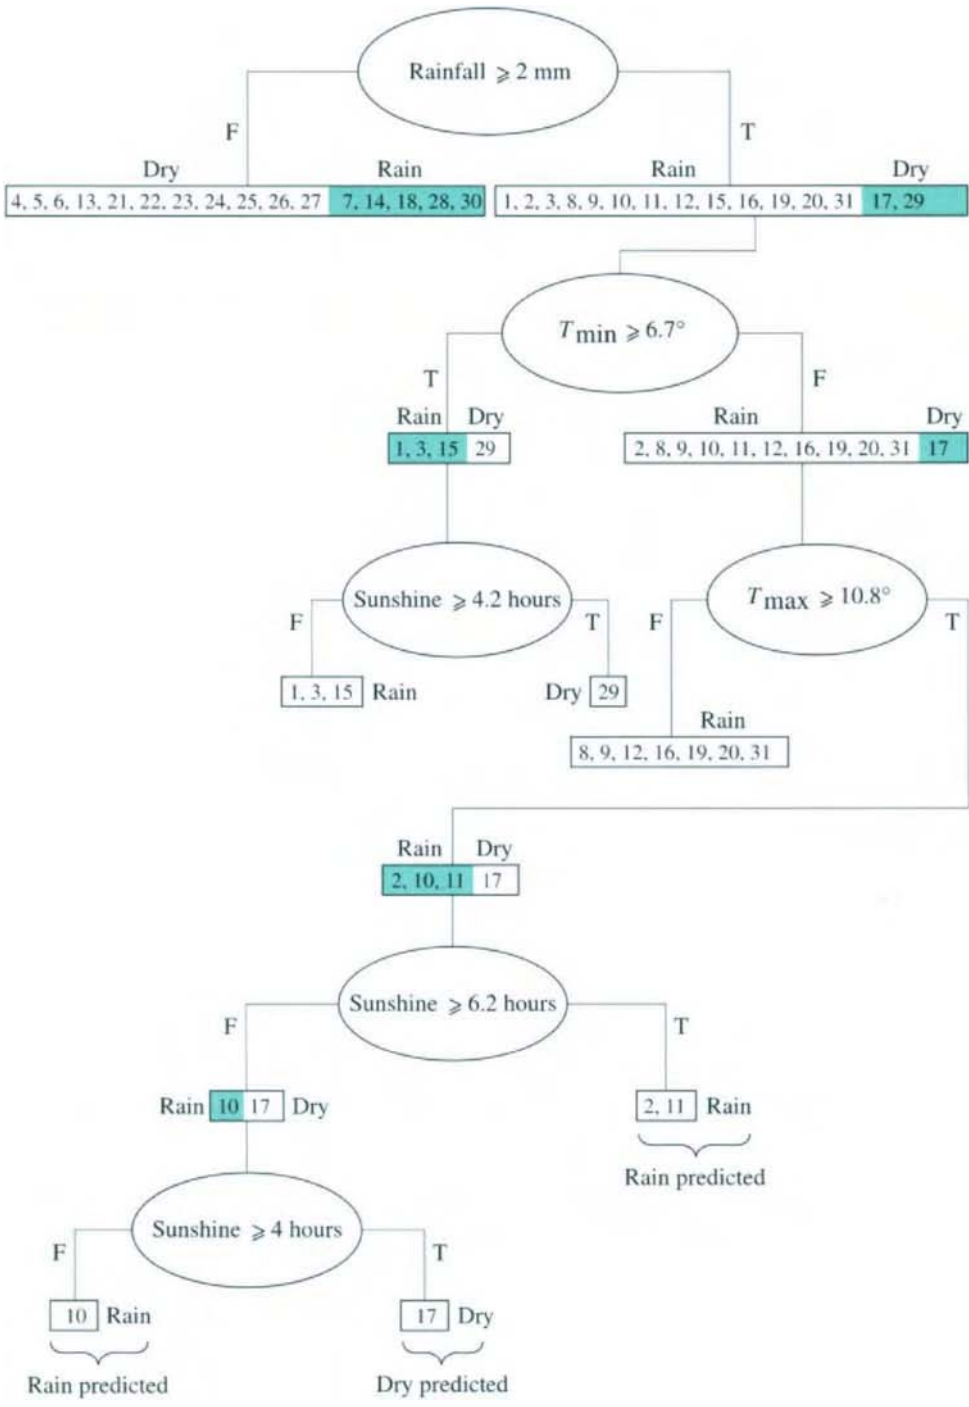 Rainfall ⩾ 2 mm
F
T
Dry
Rain
Rain
Dry
4, 5, 6, 13, 21, 22, 23, 24, 25, 26, 27
7, 14, 18, 28, 30
1, 2, 3, 8, 9, 10, 11, 12, 15, 16, 19, 20, 31
17, 29
Tmin ⩾ 6.7°
T
F
Rain
Dry
Rain
Dry
1, 3, 15
29
2, 8, 9, 10, 11, 12, 16, 19, 20, 31
17
Sunshine ⩾ 4.2 hours
Tmax ⩾ 10.8°
F
T
F
T
1, 3, 15
Rain
Dry
29
Rain
8, 9, 12, 16, 19, 20, 31
Rain
Dry
2, 10, 11
17
Sunshine ⩾ 6.2 hours
F
T
Rain
10
17
Dry
2, 11
Rain
Rain predicted
Sunshine ⩾ 4 hours
F
T
10
Rain
17
Dry
Rain predicted
Dry predicted